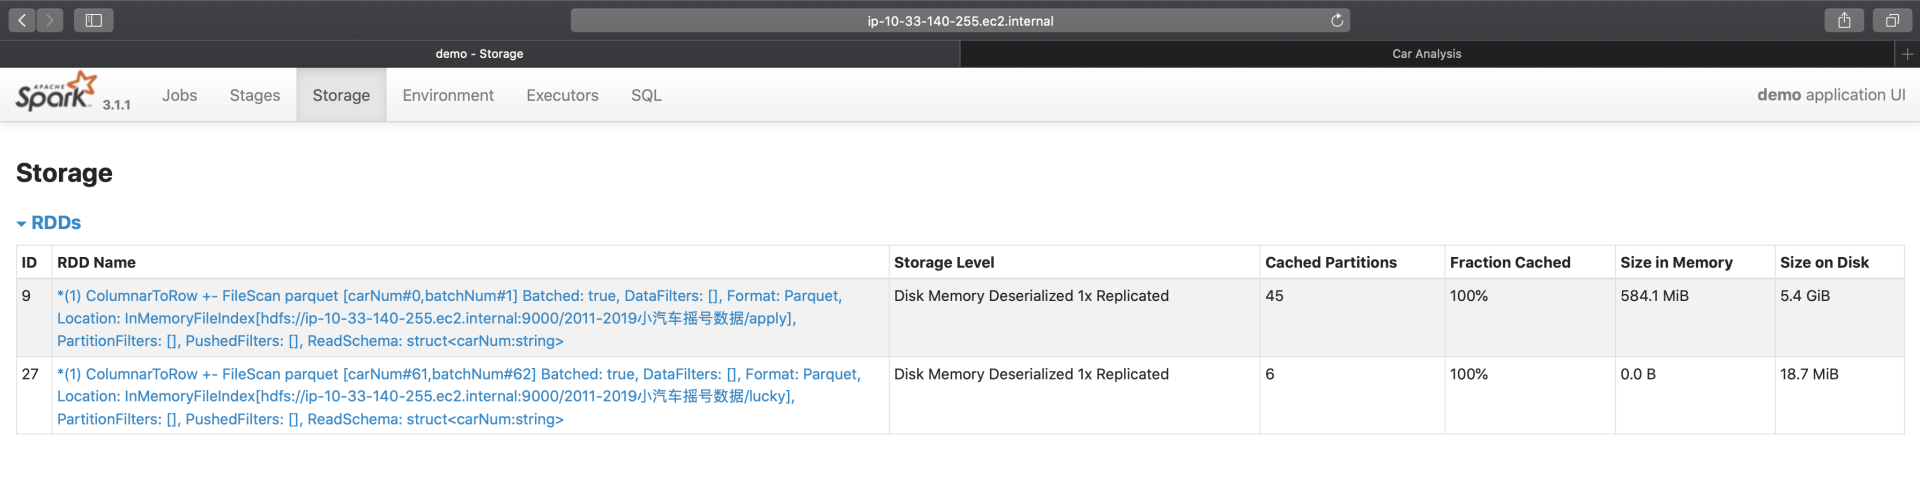 ip-10-33-140-255.ec2.internal
demo - Storage
Car Analysis
APACHE Spark 3.1.1 Jobs Stages Storage Environment Executors SQL demo application UI
Storage
RDDs
ID RDD Name Storage Level Cached Partitions Fraction Cached Size in Memory Size on Disk
9 *(1) ColumnarToRow +- FileScan parquet [carNum#0,batchNum#1] Batched: true, DataFilters: [], Format: Parquet, Disk Memory Deserialized 1x Replicated 45 100% 584.1 MiB 5.4 GiB
Location: InMemoryFileIndex[hdfs://ip-10-33-140-255.ec2.internal:9000/2011-2019小汽车摇号数据/apply],
PartitionFilters: [], PushedFilters: [], ReadSchema: struct<carNum:string>
27 *(1) ColumnarToRow +- FileScan parquet [carNum#61,batchNum#62] Batched: true, DataFilters: [], Format: Parquet, Disk Memory Deserialized 1x Replicated 6 100% 0.0 B 18.7 MiB
Location: InMemoryFileIndex[hdfs://ip-10-33-140-255.ec2.internal:9000/2011-2019小汽车摇号数据/lucky],
PartitionFilters: [], PushedFilters: [], ReadSchema: struct<carNum:string>